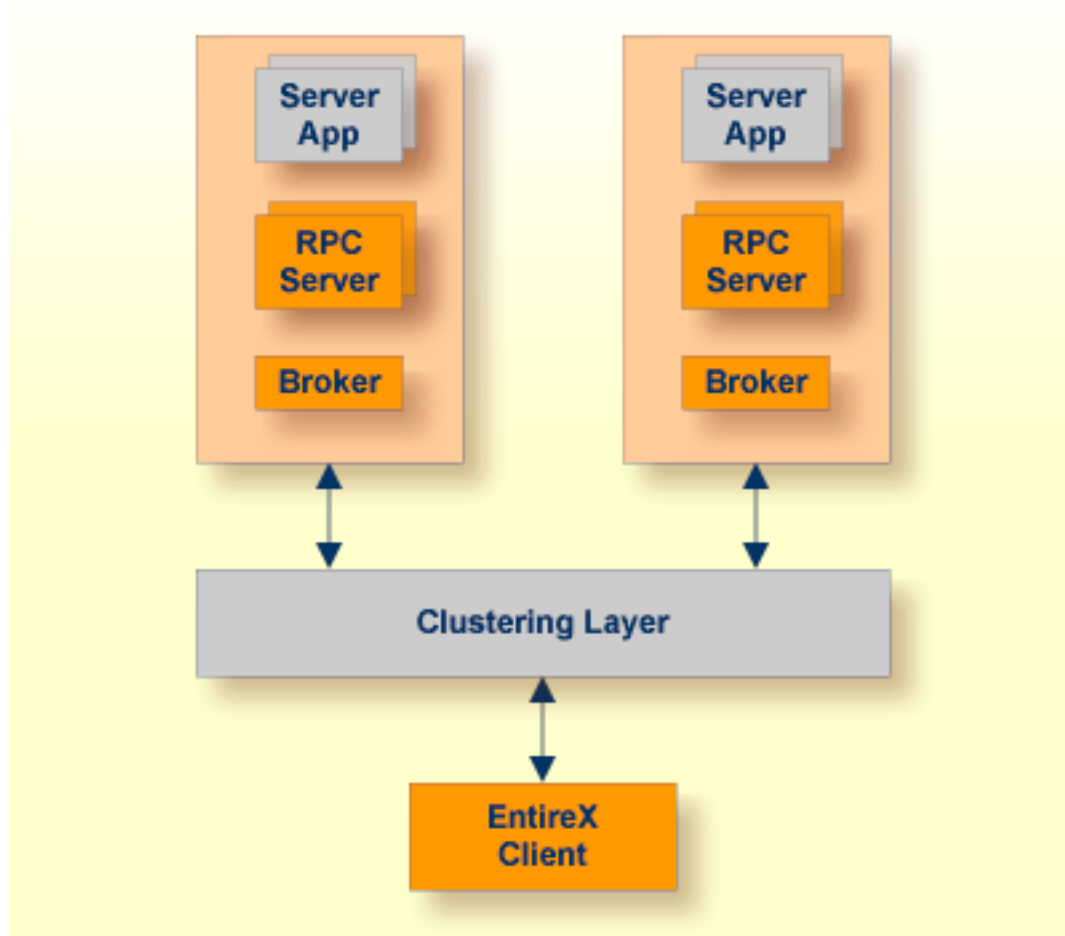 Server
App
RPC
Server
Broker
Server
App
RPC
Server
Broker
Clustering Layer
EntireX
Client